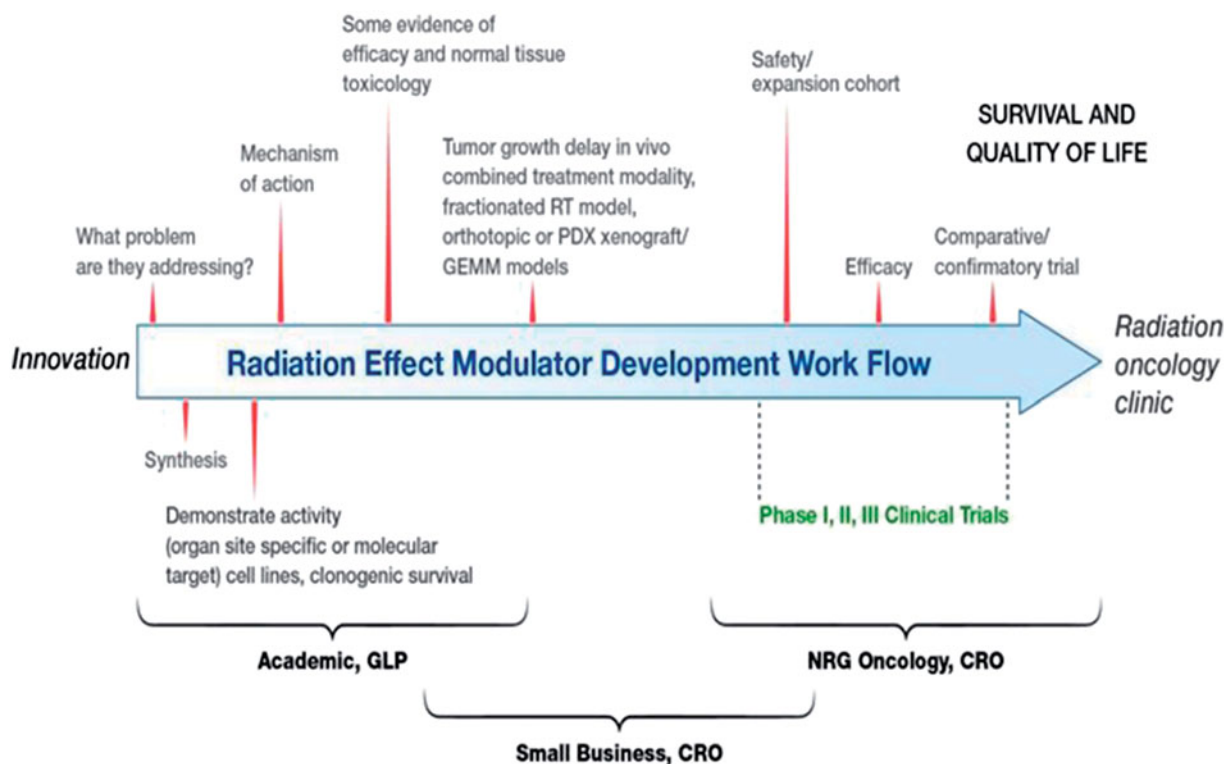 Some evidence of
efficacy and normal tissue
toxicology
Safety/
expansion cohort
SURVIVAL AND
QUALITY OF LIFE
Mechanism
of action
Tumor growth delay in vivo
combined treatment modality,
fractionated RT model,
orthotopic or PDX xenograft/
GEMM models
What problem
are they addressing?
Efficacy
Comparative/
confirmatory trial
Innovation
Radiation Effect Modulator Development Work Flow
Radiation
oncology
clinic
Synthesis
Demonstrate activity
(organ site specific or molecular
target) cell lines, clonogenic survival
Phase I, II, III Clinical Trials
Academic, GLP
NRG Oncology, CRO
Small Business, CRO